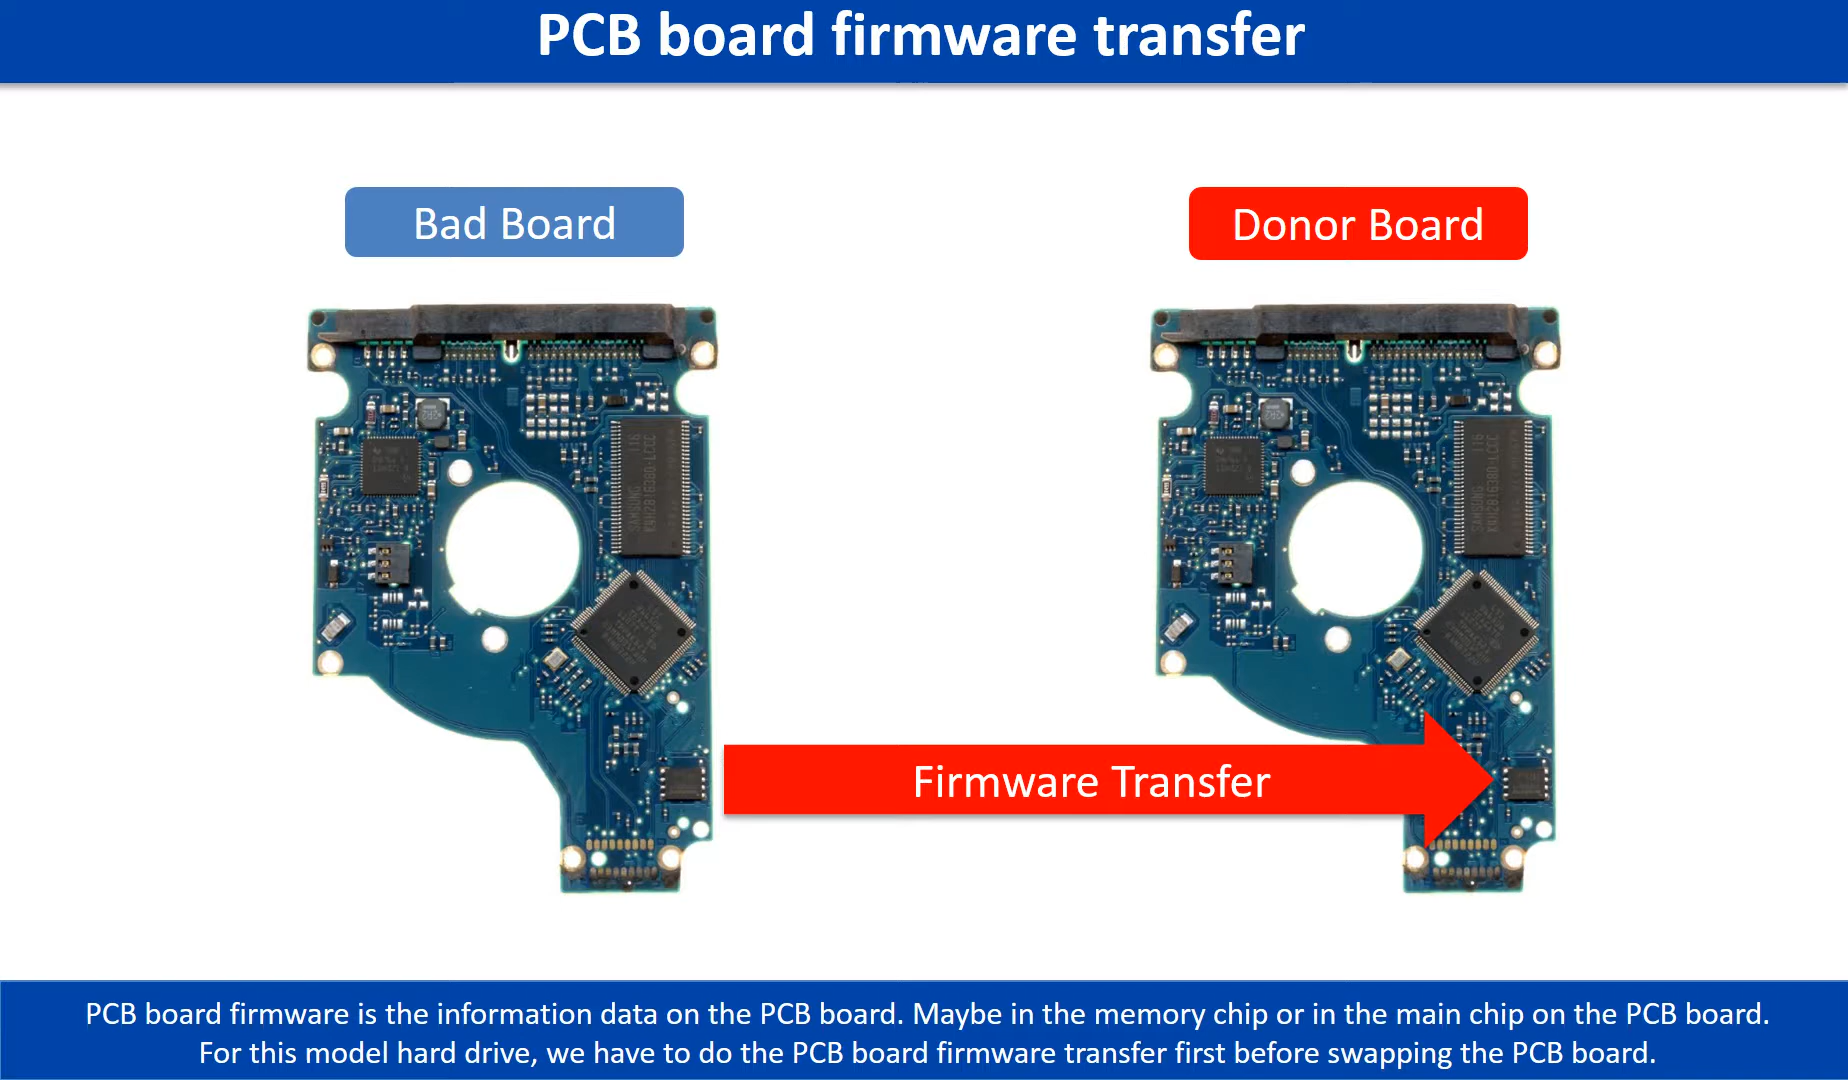 PCB board firmware transfer
Bad Board
Donor Board
SAMSUNG
SAMSUNG
Firmware Transfer
PCB board firmware is the information data on the PCB board. Maybe in the memory chip or in the main chip on the PCB board.
For this model hard drive, we have to do the PCB board firmware transfer first before swapping the PCB board.